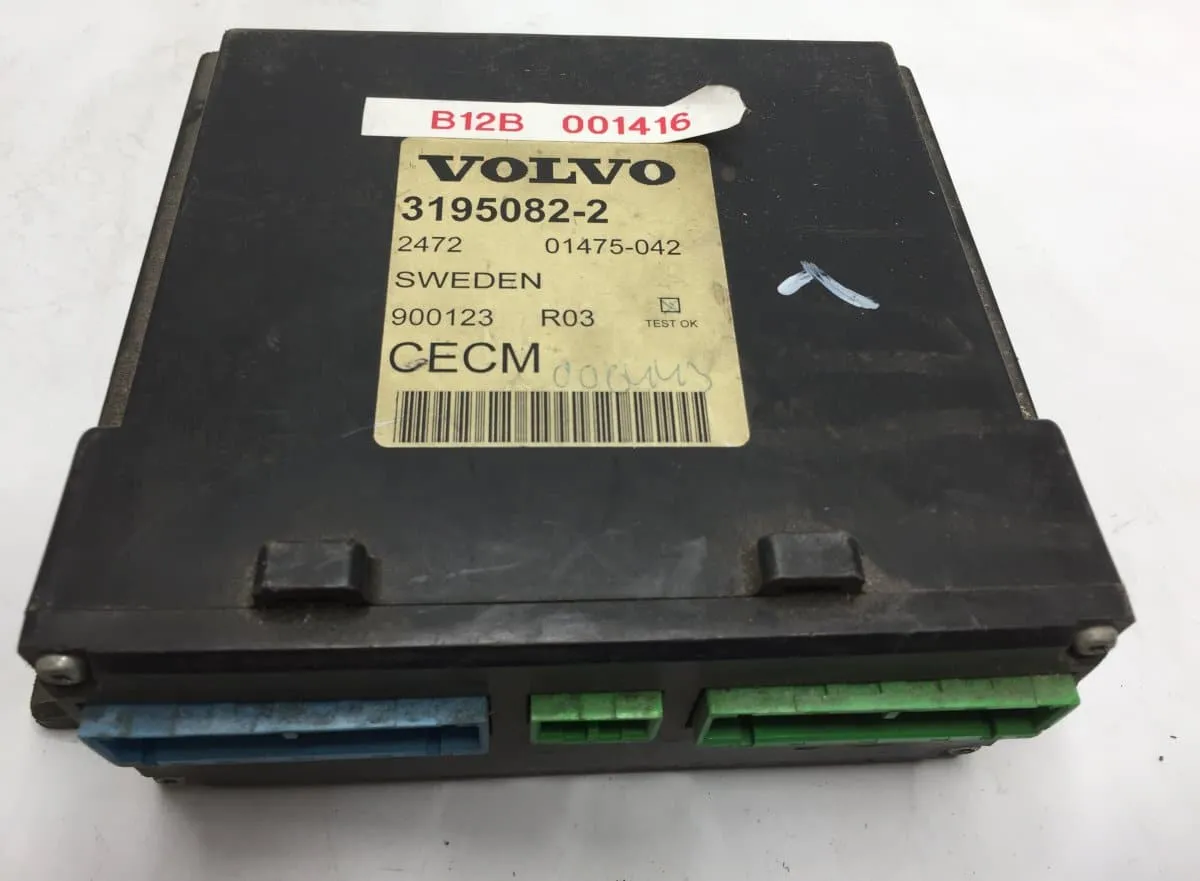 B12B 001416
VOLVO
3195082-2
2472 01475-042
SWEDEN
900123 R03
TEST OK
CECM